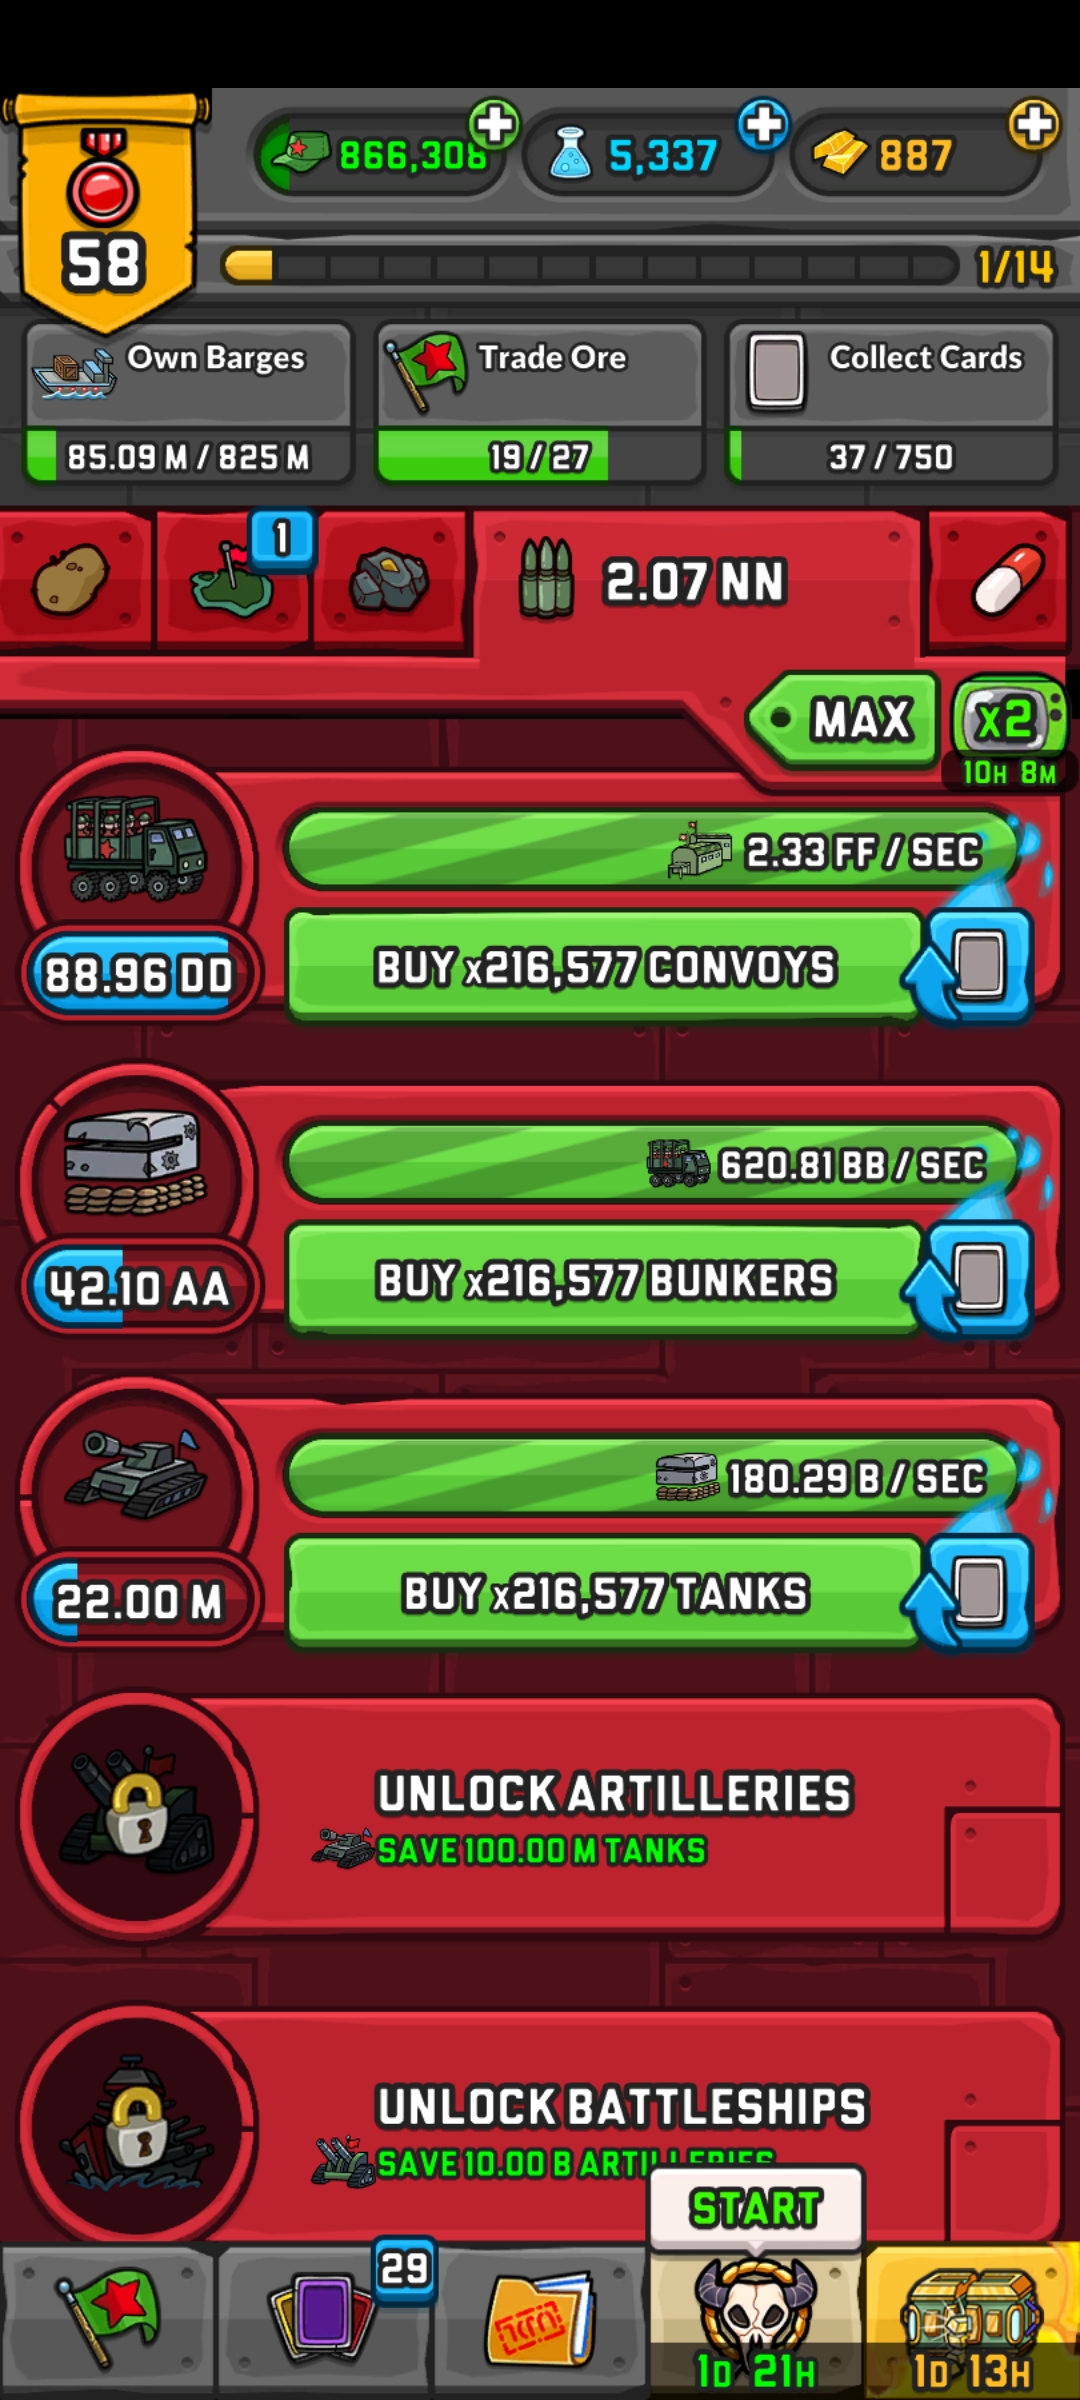 58
866,308
5,337
887
1/14
Own Barges
85.09 M / 825 M
Trade Ore
19 / 27
Collect Cards
37 / 750
1
2.07 NN
MAX
x2
10H 8M
2.33 FF / SEC
88.96 DD
BUY x216,577 CONVOYS
620.81 BB / SEC
42.10 AA
BUY x216,577 BUNKERS
180.29 B / SEC
22.00 M
BUY x216,577 TANKS
UNLOCK ARTILLERIES
SAVE 100.00 M TANKS
UNLOCK BATTLESHIPS
SAVE 10.00 B ARTILLERIES
START
29
1D 21H
1D 13H